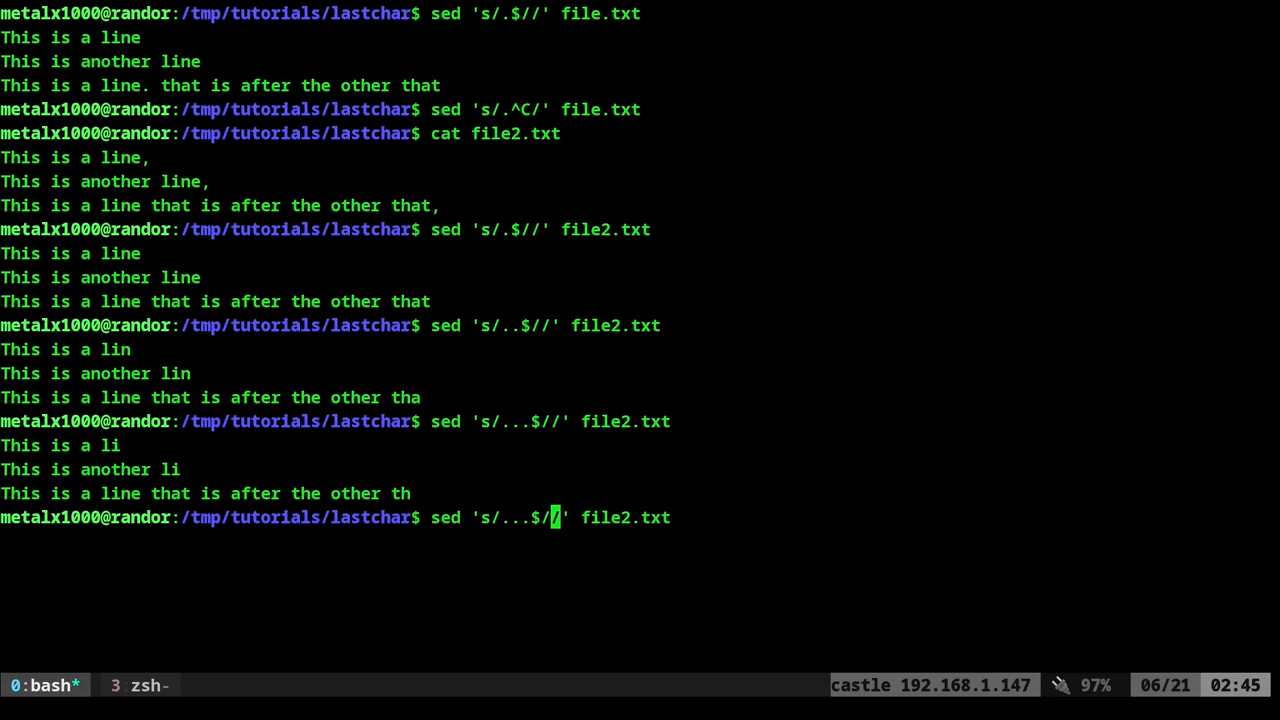 metalx1000@randor:/tmp/tutorials/lastchar$ sed 's/.$//' file.txt
This is a line
This is another line
This is a line. that is after the other that
metalx1000@randor:/tmp/tutorials/lastchar$ sed 's/.^C/' file.txt
metalx1000@randor:/tmp/tutorials/lastchar$ cat file2.txt
This is a line,
This is another line,
This is a line that is after the other that,
metalx1000@randor:/tmp/tutorials/lastchar$ sed 's/.$//' file2.txt
This is a line
This is another line
This is a line that is after the other that
metalx1000@randor:/tmp/tutorials/lastchar$ sed 's/..$//' file2.txt
This is a lin
This is another lin
This is a line that is after the other tha
metalx1000@randor:/tmp/tutorials/lastchar$ sed 's/...$//' file2.txt
This is a li
This is another li
This is a line that is after the other th
metalx1000@randor:/tmp/tutorials/lastchar$ sed 's/...$//' file2.txt
0:bash* 3 zsh- castle 192.168.1.147 97% 06/21 02:45